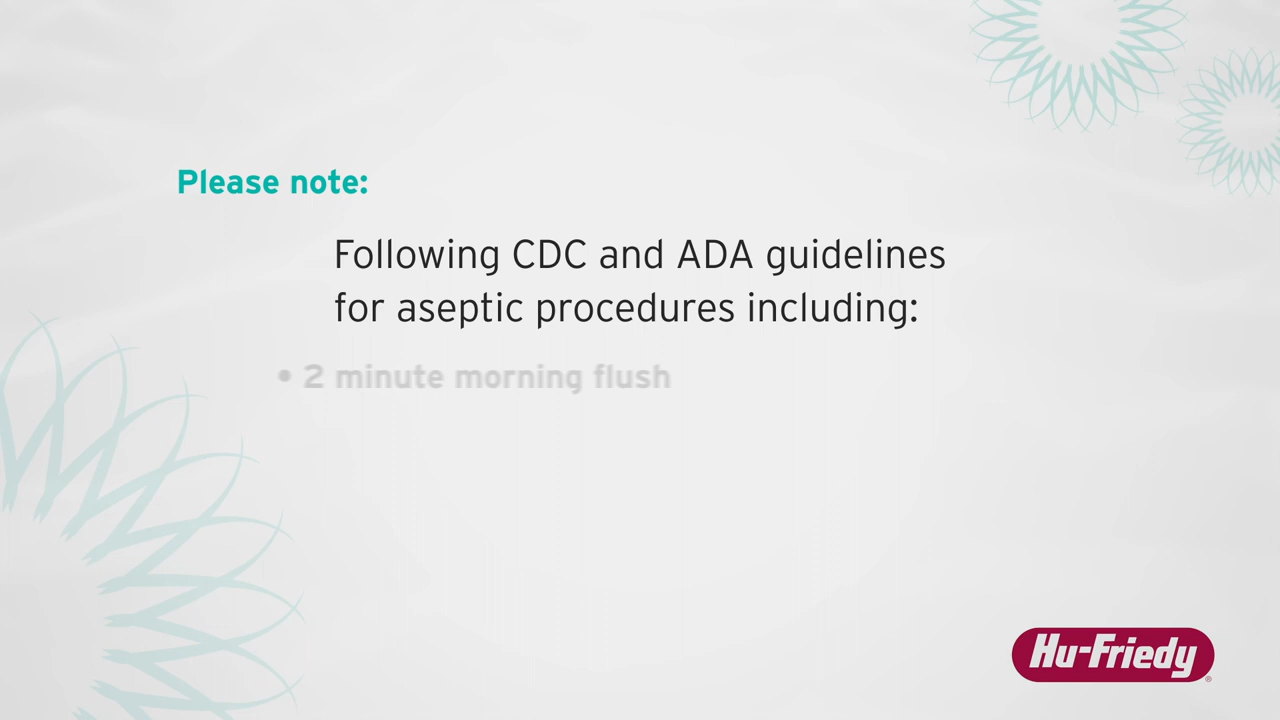 Please note:
Following CDC and ADA guidelines
for aseptic procedures including:
• 2 minute morning flush
Hu-Friedy®